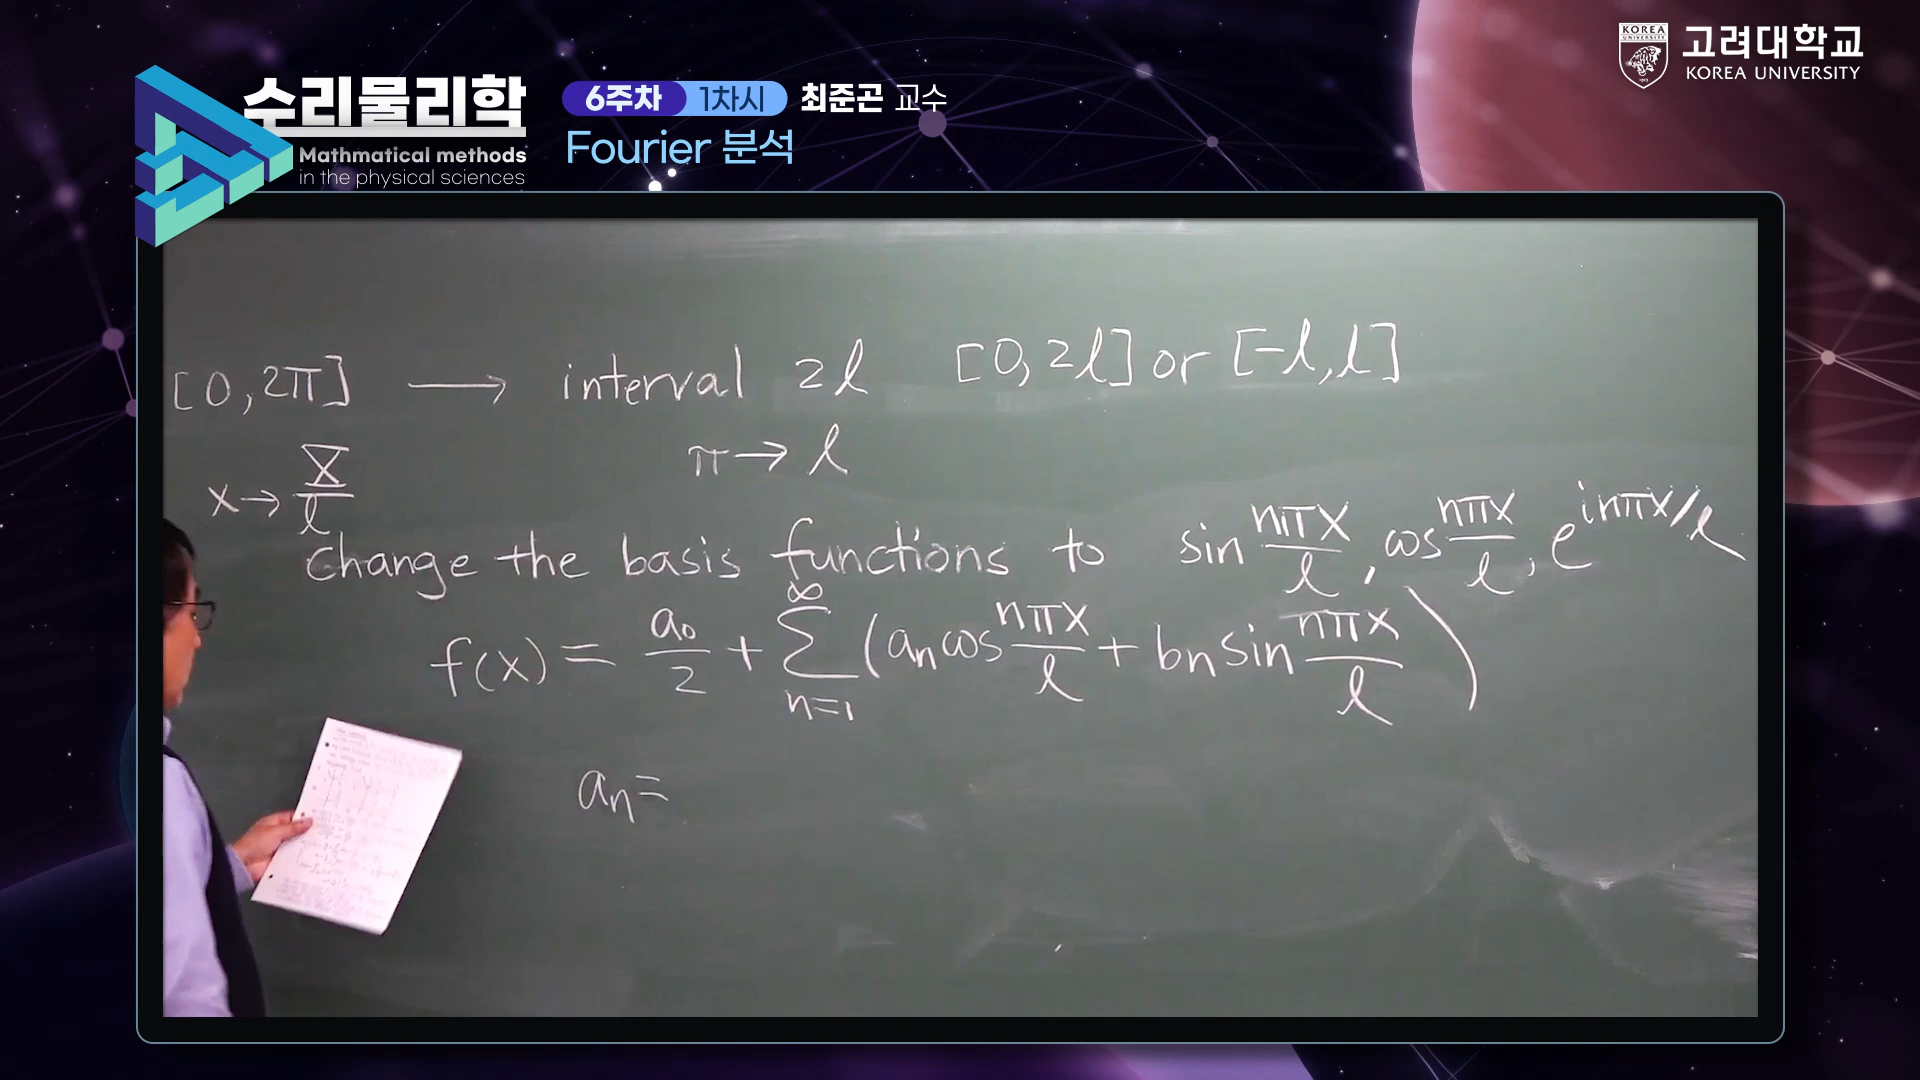 수리물리학
Mathmatical methods
in the physical sciences
6주차 1차시 최준곤 교수
Fourier 분석
KOREA
UNIVERSITY
고려대학교
KOREA UNIVERSITY
[0, 2π] → interval 2l [0, 2l] or [-l, l]
x → x/l π → l
Change the basis functions to sin nπx/l, cos nπx/l, e^{inπx/l}
f(x) = a₀/2 + ∑_{n=1}^{∞} (aₙ cos nπx/l + bₙ sin nπx/l)
aₙ =